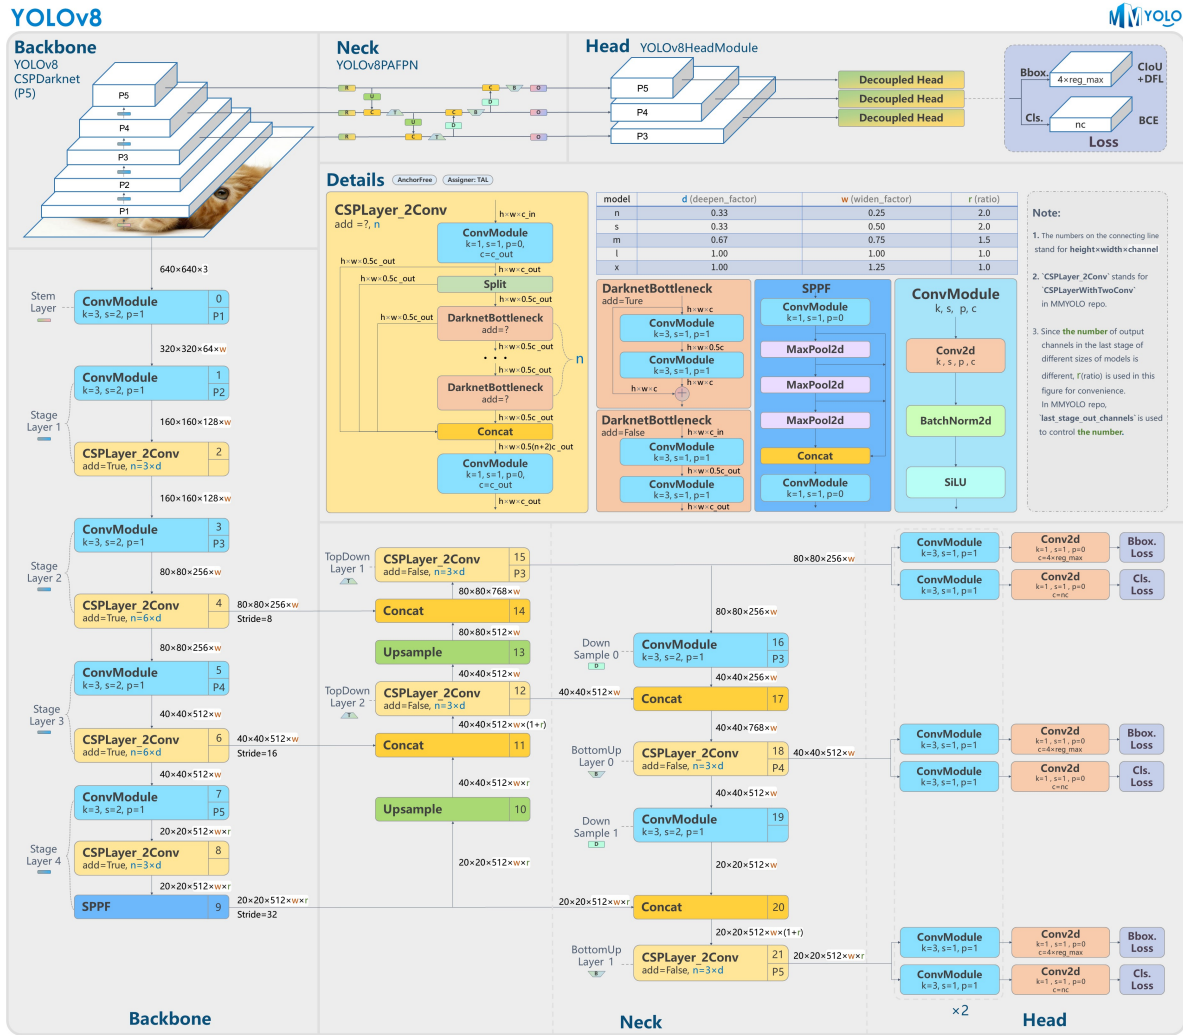 YOLOv8
MMYOLO
Backbone
YOLOv8
CSPDarknet
(P5)
P5
P4
P3
P2
P1
Neck
YOLOv8PAFPN
R
U
C
T
B
D
O
R
C
T
C
B
D
O
U
R
C
T
O
Head YOLOv8HeadModule
P5
P4
P3
Decoupled Head
Decoupled Head
Decoupled Head
Bbox.
4×reg_max
CIoU
+DFL
Cls.
nc
BCE
Loss
Details
AnchorFree
Assigner: TAL
CSPLayer_2Conv
add =?, n
h×w×c_in
ConvModule
k=1, s=1, p=0,
c=c_out
h×w×c_out
h×w×0.5c_out
h×w×0.5c_out
Split
h×w×0.5c_out
h×w×0.5c_out
DarknetBottleneck
add=?
h×w×0.5c_out
• • •
n
h×w×0.5c_out
DarknetBottleneck
add=?
h×w×0.5c_out
Concat
h×w×0.5(n+2)c_out
ConvModule
k=1, s=1, p=0,
c=c_out
h×w×c_out
model d (deepen_factor) w (widen_factor) r (ratio)
n 0.33 0.25 2.0
s 0.33 0.50 2.0
m 0.67 0.75 1.5
l 1.00 1.00 1.0
x 1.00 1.25 1.0
DarknetBottleneck
add=Ture
h×w×c
ConvModule
k=3, s=1, p=1
h×w×0.5c
ConvModule
k=3, s=1, p=1
h×w×c
h×w×c
DarknetBottleneck
add=False
h×w×c_in
ConvModule
k=3, s=1, p=1
h×w×0.5c_out
ConvModule
k=3, s=1, p=1
h×w×c_out
SPPF
ConvModule
k=1, s=1, p=0
MaxPool2d
MaxPool2d
MaxPool2d
Concat
ConvModule
k=1, s=1, p=0
ConvModule
k, s, p, c
Conv2d
k, s, p, c
BatchNorm2d
SiLU
Note:
1. The numbers on the connecting line
stand for height×width×channel
2. `CSPLayer_2Conv` stands for
`CSPLayerWithTwoConv`
in MMYOLO repo.
3. Since the number of output
channels in the last stage of
different sizes of models is
different, r(ratio) is used in this
figure for convenience.
In MMYOLO repo,
`last_stage_out_channels` is used
to control the number.
640×640×3
Stem
Layer
ConvModule
k=3, s=2, p=1
0
P1
320×320×64×w
Stage
Layer 1
ConvModule
k=3, s=2, p=1
1
P2
160×160×128×w
CSPLayer_2Conv
add=True, n=3×d
2
160×160×128×w
Stage
Layer 2
ConvModule
k=3, s=2, p=1
3
P3
80×80×256×w
CSPLayer_2Conv
add=True, n=6×d
4
80×80×256×w
Stride=8
80×80×256×w
Stage
Layer 3
ConvModule
k=3, s=2, p=1
5
P4
40×40×512×w
CSPLayer_2Conv
add=True, n=6×d
6
40×40×512×w
Stride=16
40×40×512×w
Stage
Layer 4
ConvModule
k=3, s=2, p=1
7
P5
20×20×512×w×r
CSPLayer_2Conv
add=True, n=3×d
8
20×20×512×w×r
SPPF
9
20×20×512×w×r
Stride=32
Backbone
TopDown
Layer 1
T
CSPLayer_2Conv
add=False, n=3×d
15
P3
80×80×768×w
Concat
14
80×80×512×w
Upsample
13
40×40×512×w
TopDown
Layer 2
T
CSPLayer_2Conv
add=False, n=3×d
12
40×40×512×w
40×40×512×w×(1+r)
Concat
11
40×40×512×w×r
Upsample
10
20×20×512×w×r
80×80×256×w
80×80×256×w
Down
Sample 0
D
ConvModule
k=3, s=2, p=1
16
P3
40×40×256×w
Concat
17
40×40×768×w
BottomUp
Layer 0
B
CSPLayer_2Conv
add=False, n=3×d
18
P4
40×40×512×w
40×40×512×w
Down
Sample 1
D
ConvModule
k=3, s=2, p=1
19
20×20×512×w
20×20×512×w×r
Concat
20
20×20×512×w×(1+r)
BottomUp
Layer 1
B
CSPLayer_2Conv
add=False, n=3×d
21
P5
20×20×512×w×r
Neck
ConvModule
k=3, s=1, p=1
Conv2d
k=1, s=1, p=0
c=4×reg_max
Bbox.
Loss
ConvModule
k=3, s=1, p=1
Conv2d
k=1, s=1, p=0
c=nc
Cls.
Loss
ConvModule
k=3, s=1, p=1
Conv2d
k=1, s=1, p=0
c=4×reg_max
Bbox.
Loss
ConvModule
k=3, s=1, p=1
Conv2d
k=1, s=1, p=0
c=nc
Cls.
Loss
ConvModule
k=3, s=1, p=1
Conv2d
k=1, s=1, p=0
c=4×reg_max
Bbox.
Loss
ConvModule
k=3, s=1, p=1
Conv2d
k=1, s=1, p=0
c=nc
Cls.
Loss
×2
Head